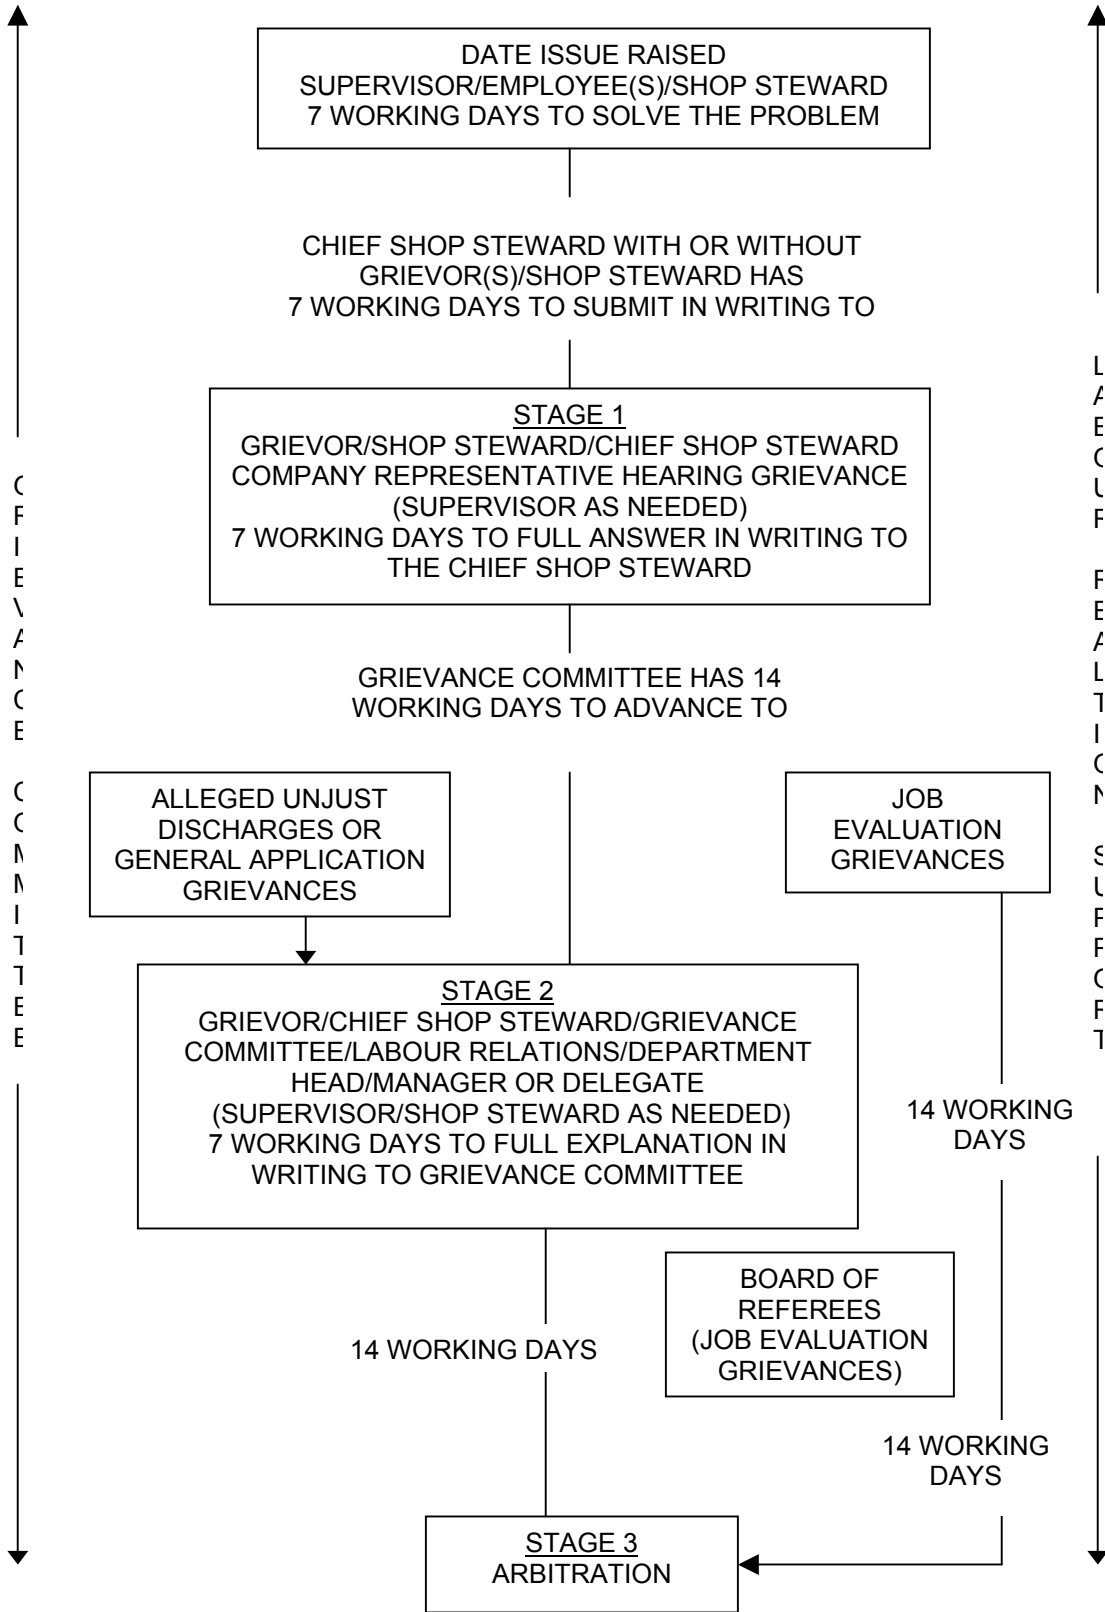 DATE ISSUE RAISED
SUPERVISOR/EMPLOYEE(S)/SHOP STEWARD
7 WORKING DAYS TO SOLVE THE PROBLEM
CHIEF SHOP STEWARD WITH OR WITHOUT
GRIEVOR(S)/SHOP STEWARD HAS
7 WORKING DAYS TO SUBMIT IN WRITING TO
STAGE 1
GRIEVOR/SHOP STEWARD/CHIEF SHOP STEWARD
COMPANY REPRESENTATIVE HEARING GRIEVANCE
(SUPERVISOR AS NEEDED)
7 WORKING DAYS TO FULL ANSWER IN WRITING TO
THE CHIEF SHOP STEWARD
GRIEVANCE COMMITTEE HAS 14
WORKING DAYS TO ADVANCE TO
ALLEGED UNJUST
DISCHARGES OR
GENERAL APPLICATION
GRIEVANCES
JOB
EVALUATION
GRIEVANCES
STAGE 2
GRIEVOR/CHIEF SHOP STEWARD/GRIEVANCE
COMMITTEE/LABOUR RELATIONS/DEPARTMENT
HEAD/MANAGER OR DELEGATE
(SUPERVISOR/SHOP STEWARD AS NEEDED)
7 WORKING DAYS TO FULL EXPLANATION IN
WRITING TO GRIEVANCE COMMITTEE
14 WORKING
DAYS
BOARD OF
REFEREES
(JOB EVALUATION
GRIEVANCES)
14 WORKING DAYS
14 WORKING
DAYS
STAGE 3
ARBITRATION
GRIEVANCE COMMITTEE
LABOUR REALTION SUPPORT